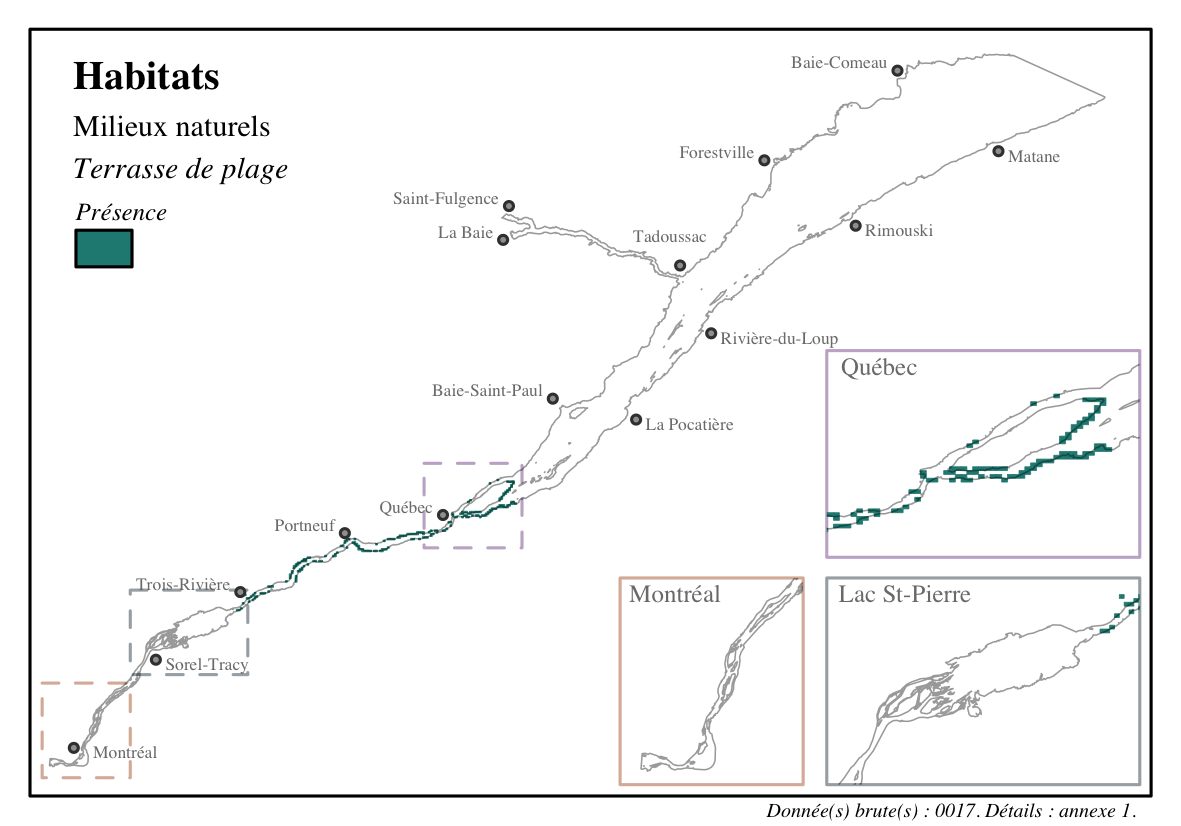 Habitats
Milieux naturels
Terrasse de plage
Présence
Baie-Comeau
Forestville
Matane
Saint-Fulgence
La Baie
Tadoussac
Rimouski
Rivière-du-Loup
Baie-Saint-Paul
La Pocatière
Québec
Portneuf
Trois-Rivière
Sorel-Tracy
Montréal
Québec
Montréal
Lac St-Pierre
Donnée(s) brute(s) : 0017. Détails : annexe 1.